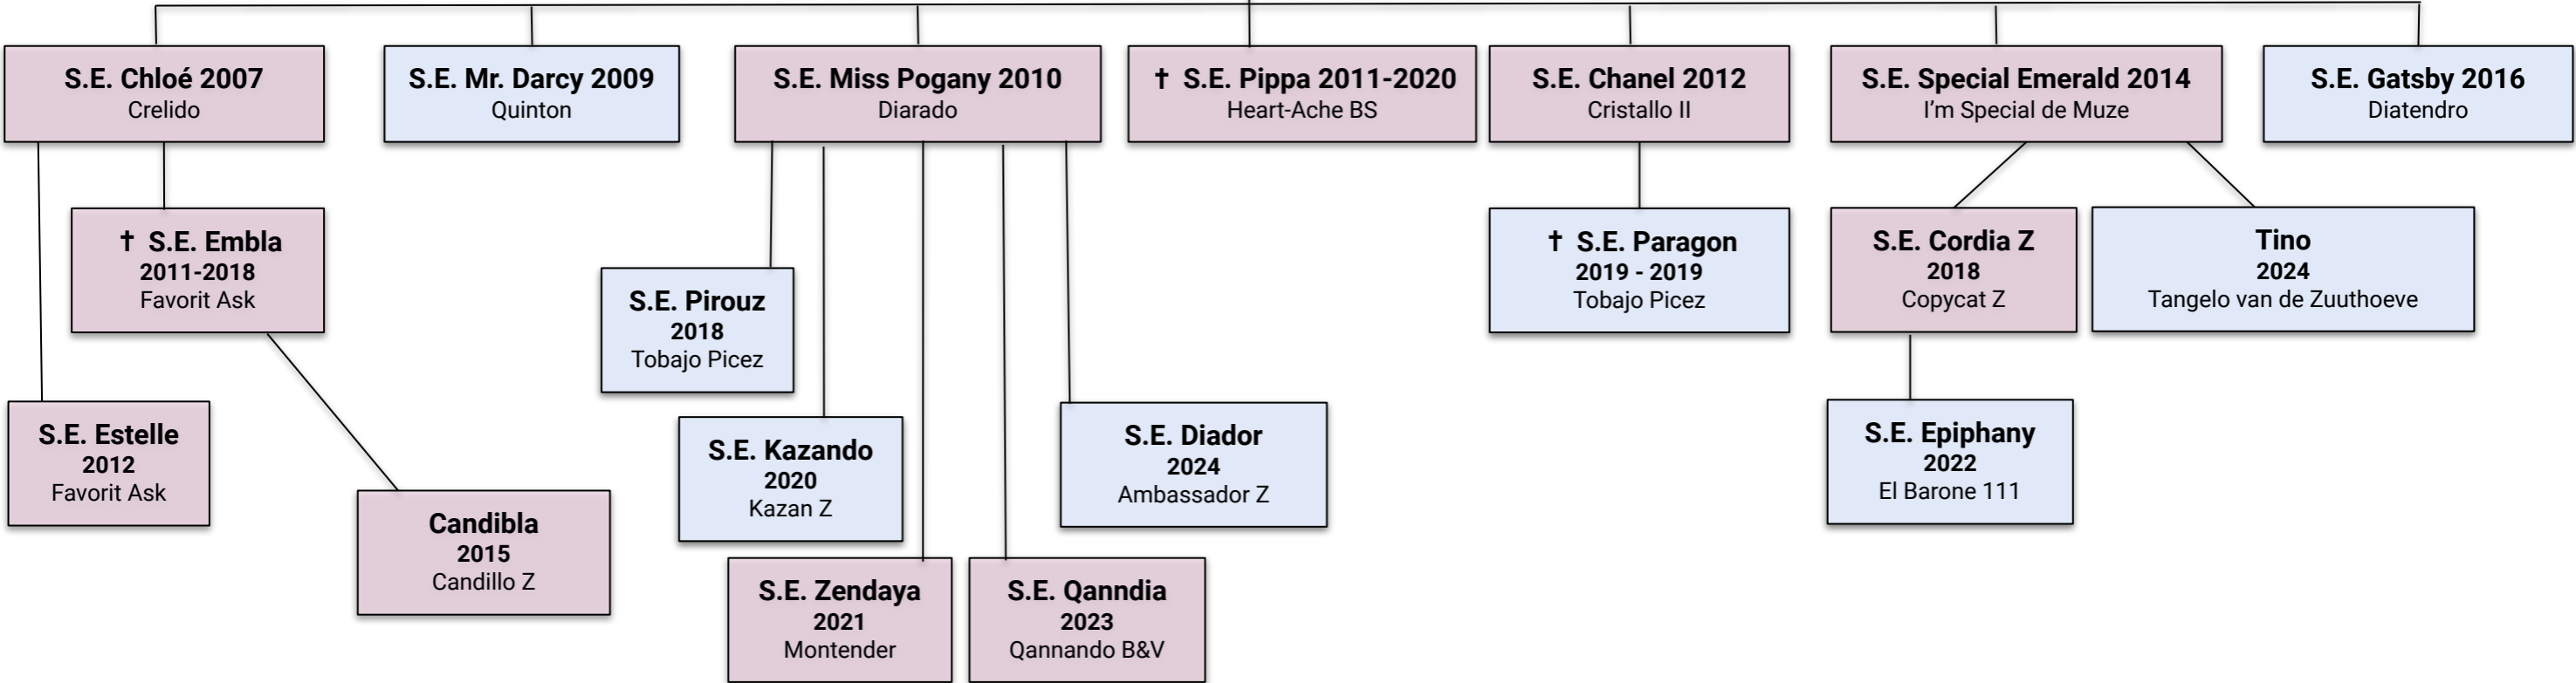 S.E. Chloé 2007
Crelido
S.E. Mr. Darcy 2009
Quinton
S.E. Miss Pogany 2010
Diarado
✝ S.E. Pippa 2011-2020
Heart-Ache BS
S.E. Chanel 2012
Cristallo II
S.E. Special Emerald 2014
I’m Special de Muze
S.E. Gatsby 2016
Diatendro
✝ S.E. Embla
2011-2018
Favorit Ask
S.E. Pirouz
2018
Tobajo Picez
✝ S.E. Paragon
2019 - 2019
Tobajo Picez
S.E. Cordia Z
2018
Copycat Z
Tino
2024
Tangelo van de Zuuthoeve
S.E. Estelle
2012
Favorit Ask
Candibla
2015
Candillo Z
S.E. Kazando
2020
Kazan Z
S.E. Diador
2024
Ambassador Z
S.E. Epiphany
2022
El Barone 111
S.E. Zendaya
2021
Montender
S.E. Qanndia
2023
Qannando B&V